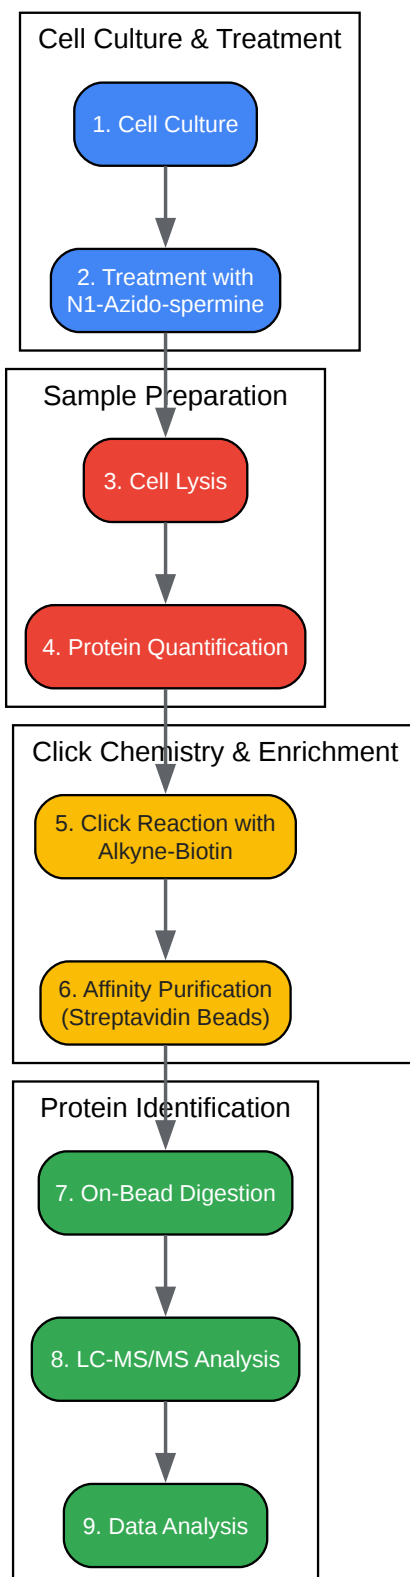 Cell Culture & Treatment
1. Cell Culture
2. Treatment with
N1-Azido-spermine
Sample Preparation
3. Cell Lysis
4. Protein Quantification
Click Chemistry & Enrichment
5. Click Reaction with
Alkyne-Biotin
6. Affinity Purification
(Streptavidin Beads)
Protein Identification
7. On-Bead Digestion
8. LC-MS/MS Analysis
9. Data Analysis